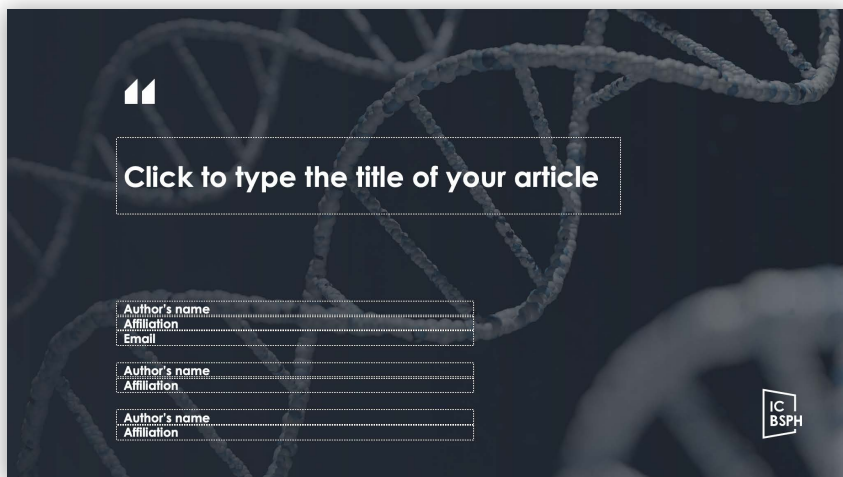 Click to type the title of your article
Author's name
Affiliation
Email
Author's name
Affiliation
Author's name
Affiliation
IC
BSPH